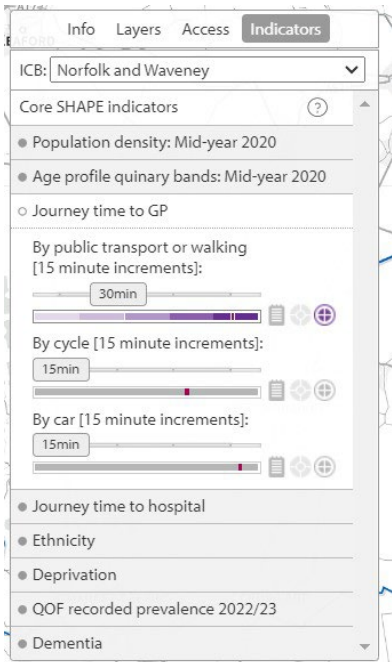 EAFORD
Info Layers Access Indicators
ICB: Norfolk and Waveney
Core SHAPE indicators ?
Population density: Mid-year 2020
Age profile quinary bands: Mid-year 2020
Journey time to GP
By public transport or walking
[15 minute increments]:
30min
By cycle [15 minute increments]:
15min
By car [15 minute increments]:
15min
Journey time to hospital
Ethnicity
Deprivation
QOF recorded prevalence 2022/23
Dementia